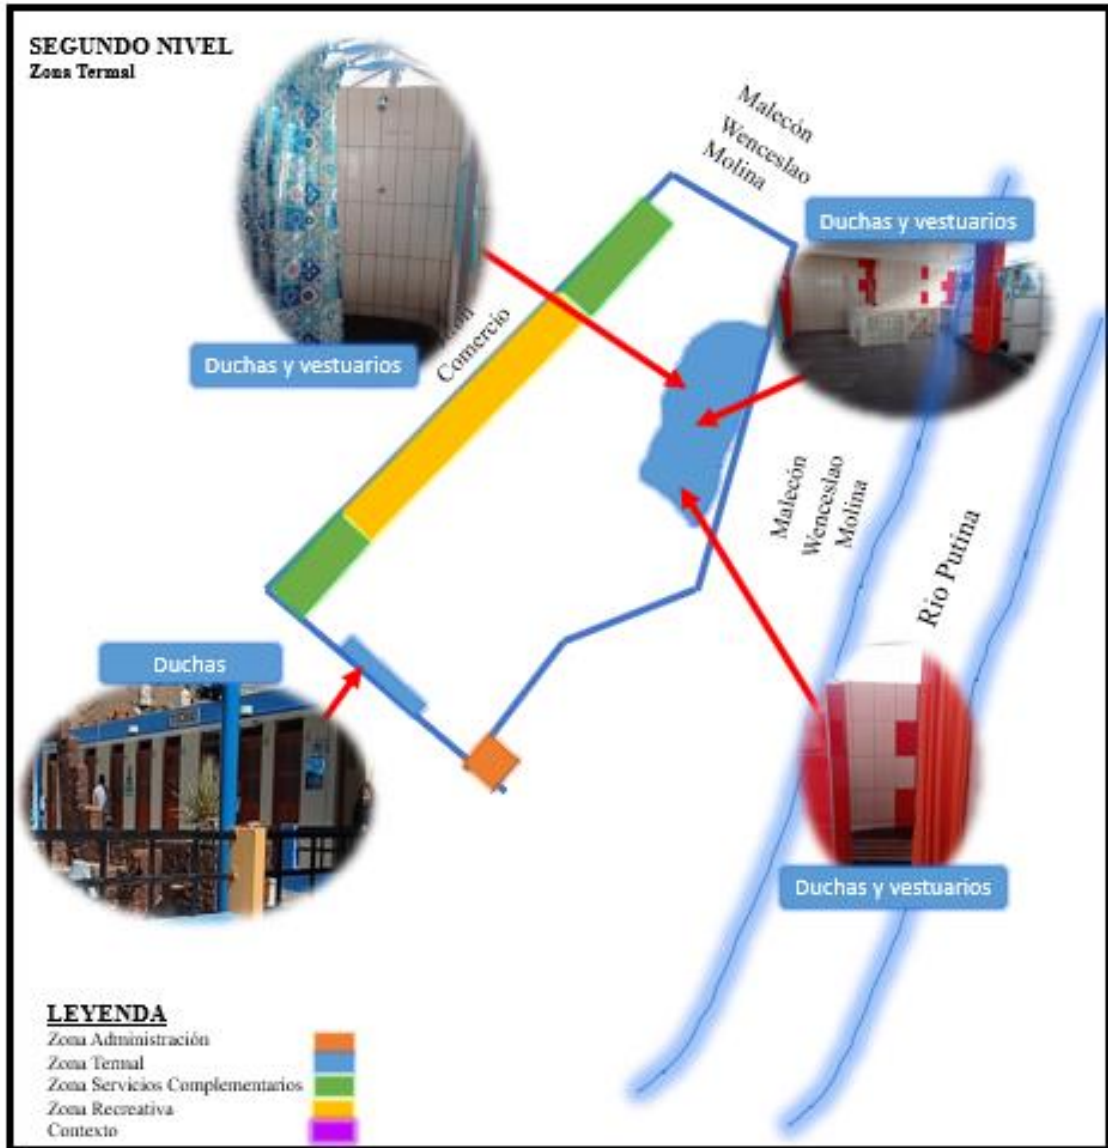 SEGUNDO NIVEL
Zona Termal
Malecón
Wenceslao
Molina
Duchas y vestuarios
Comercio
Duchas y vestuarios
Malecón
Wenceslao
Molina
Río Putina
Duchas
Duchas y vestuarios
LEYENDA
Zona Administración
Zona Termal
Zona Servicios Complementarios
Zona Recreativa
Contexto